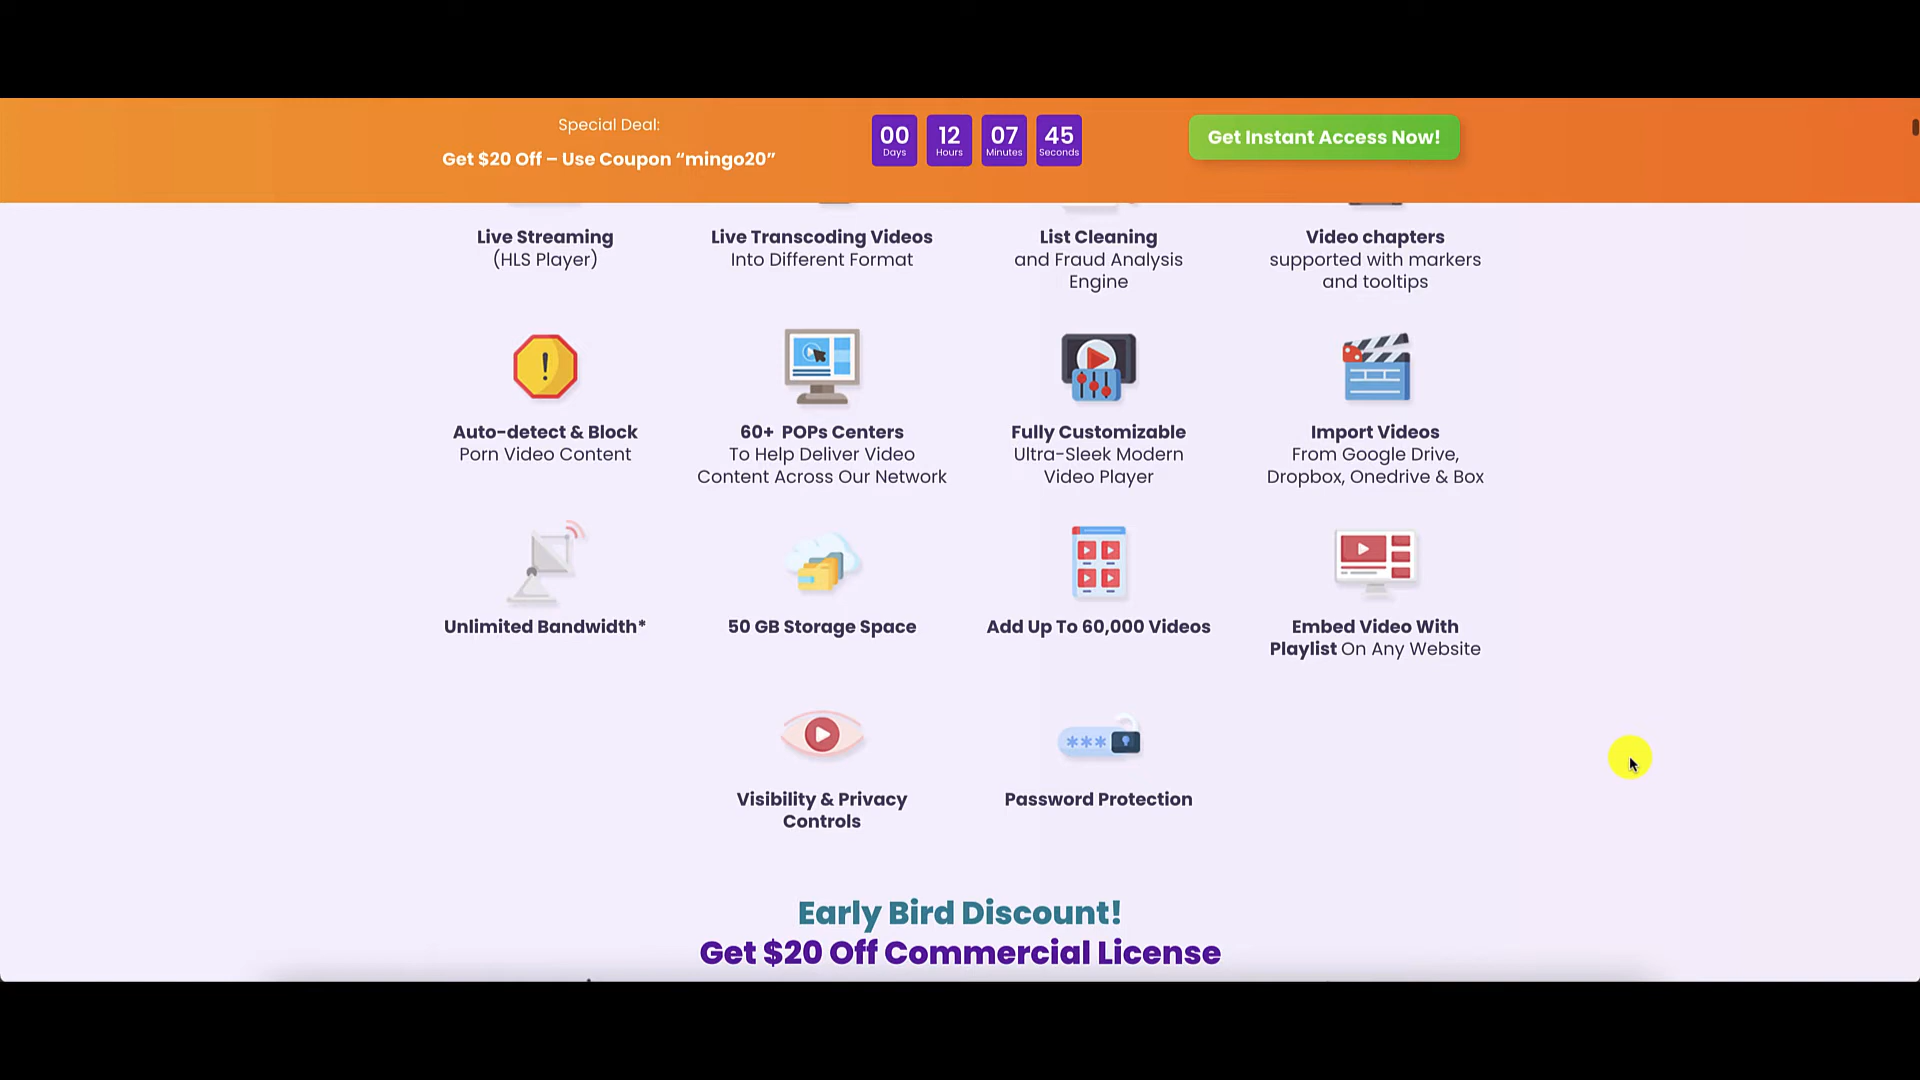 Special Deal:
Get $20 Off – Use Coupon “mingo20”
00
Days
12
Hours
07
Minutes
45
Seconds
Get Instant Access Now!
Live Streaming
(HLS Player)
Live Transcoding Videos
Into Different Format
List Cleaning
and Fraud Analysis
Engine
Video chapters
supported with markers
and tooltips
Auto-detect & Block
Porn Video Content
60+ POPs Centers
To Help Deliver Video
Content Across Our Network
Fully Customizable
Ultra-Sleek Modern
Video Player
Import Videos
From Google Drive,
Dropbox, Onedrive & Box
Unlimited Bandwidth*
50 GB Storage Space
Add Up To 60,000 Videos
Embed Video With
Playlist On Any Website
Visibility & Privacy
Controls
***
Password Protection
Early Bird Discount!
Get $20 Off Commercial License